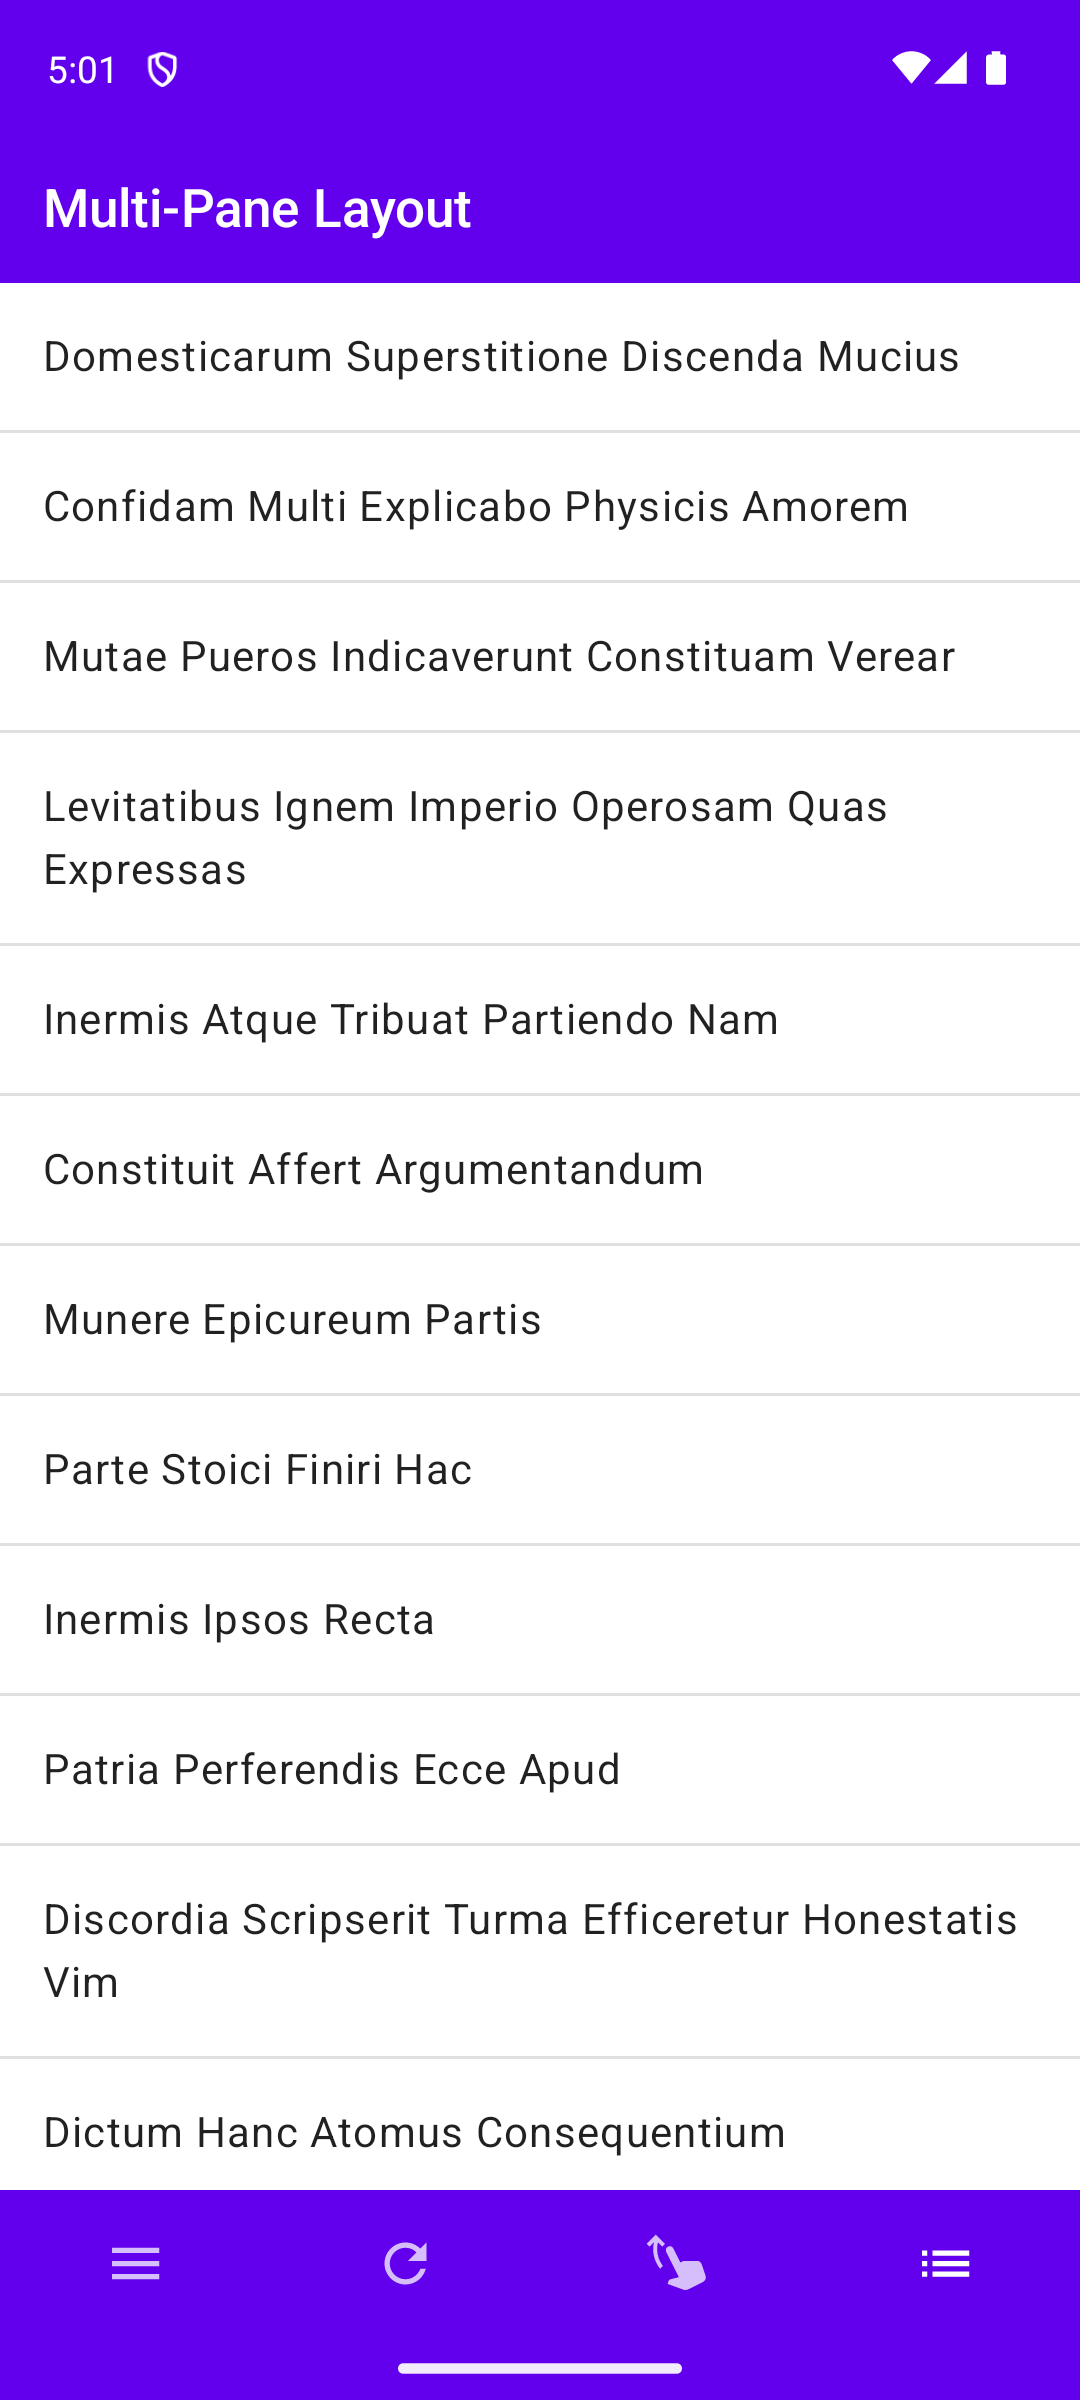 5:01
Multi-Pane Layout
Domesticarum Superstitione Discenda Mucius
Confidam Multi Explicabo Physicis Amorem
Mutae Pueros Indicaverunt Constituam Verear
Levitatibus Ignem Imperio Operosam Quas
Expressas
Inermis Atque Tribuat Partiendo Nam
Constituit Affert Argumentandum
Munere Epicureum Partis
Parte Stoici Finiri Hac
Inermis Ipsos Recta
Patria Perferendis Ecce Apud
Discordia Scripserit Turma Efficeretur Honestatis
Vim
Dictum Hanc Atomus Consequentium